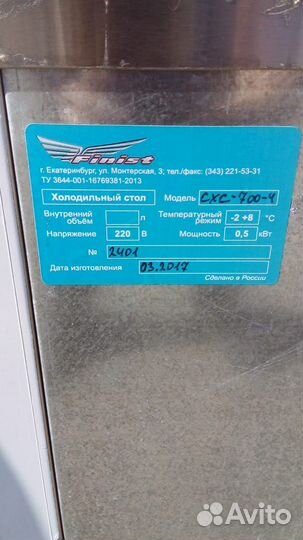 Finist
г. Екатеринбург, ул. Монтерская, 3; тел./факс: (343) 221-53-31
ТУ 3644-001-16769381-2013
Холодильный стол Модель СХС-700-4
Внутренний объём л Температурный режим -2 +8 °С
Напряжение 220 В Мощность 0,5 кВт
№ 2401
Дата изготовления 03.2017
Сделано в России
Avito